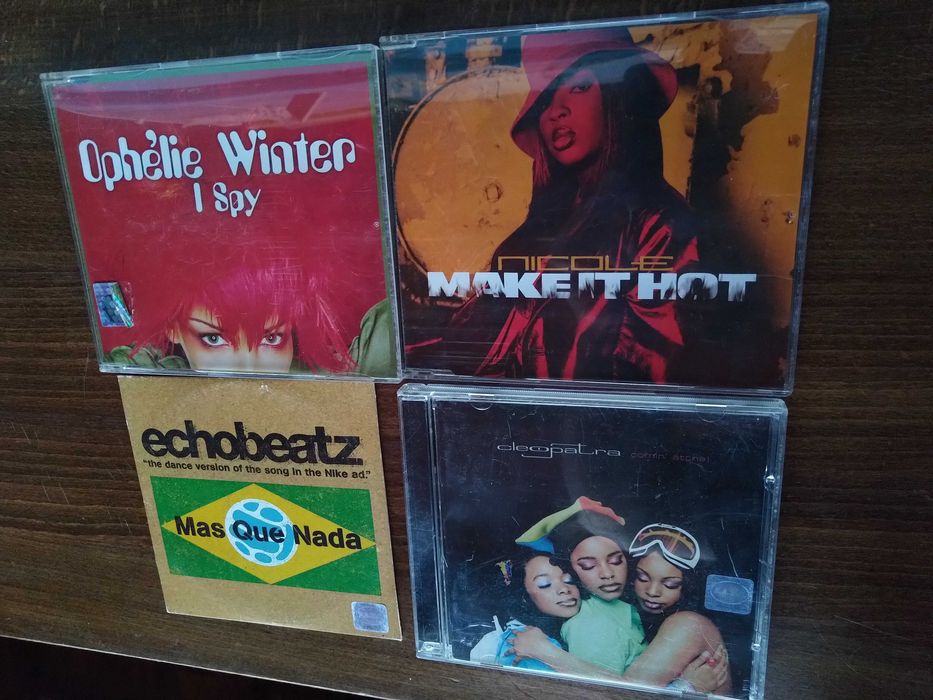 Ophélie Winter
I Spy
NICOLE
MAKE IT HOT
echobeatz
"the dance version of the song in the Nike ad."
Mas Que Nada
cleopatra
comin' atcha!